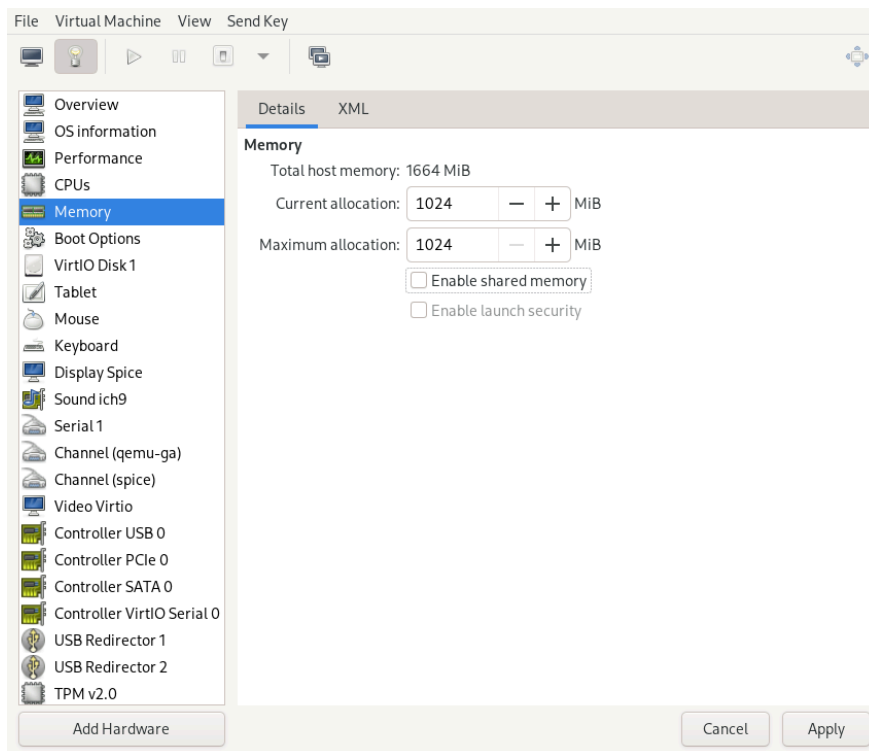 File Virtual Machine View Send Key
Overview
OS information
Performance
CPUs
Memory
Boot Options
VirtIO Disk 1
Tablet
Mouse
Keyboard
Display Spice
Sound ich9
Serial 1
Channel (qemu-ga)
Channel (spice)
Video Virtio
Controller USB 0
Controller PCIe 0
Controller SATA 0
Controller VirtIO Serial 0
USB Redirector 1
USB Redirector 2
TPM v2.0
Add Hardware
Details XML
Memory
Total host memory: 1664 MiB
Current allocation: 1024 MiB
Maximum allocation: 1024 MiB
Enable shared memory
Enable launch security
Cancel Apply